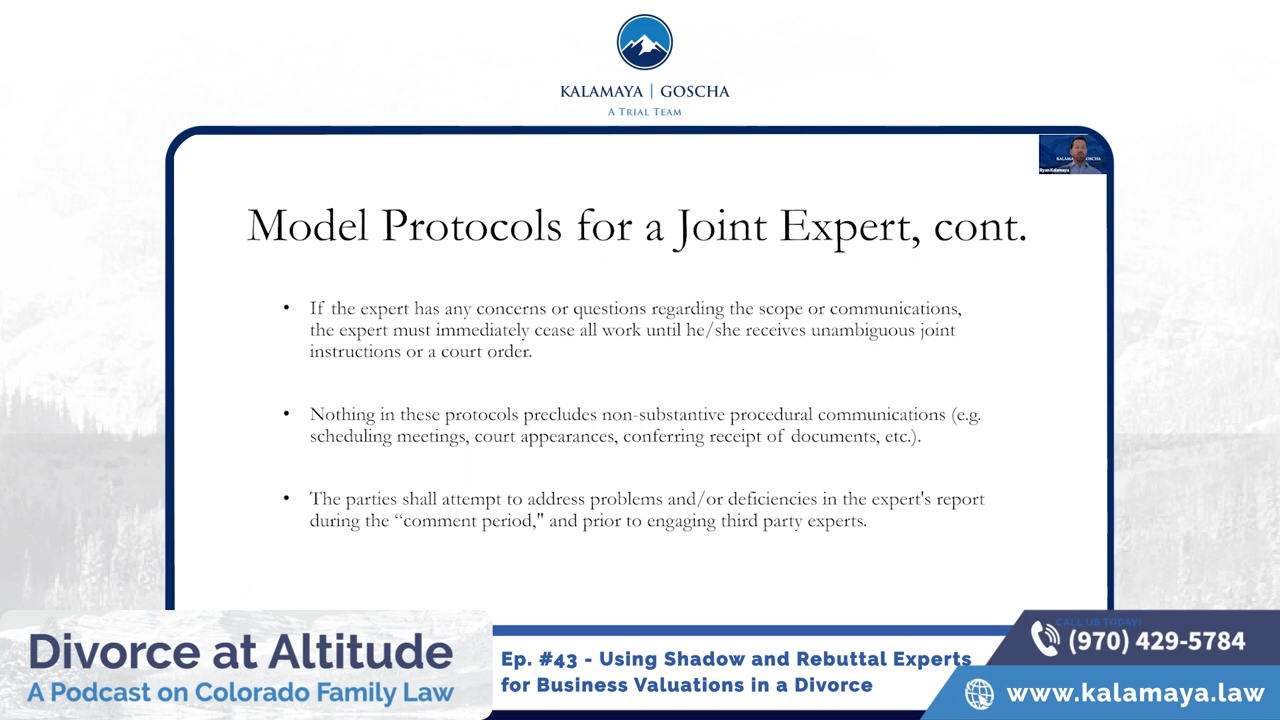 KALAMAYA | GOSCHA
A TRIAL TEAM
Ryan Kalamaya
Model Protocols for a Joint Expert, cont.
• If the expert has any concerns or questions regarding the scope or communications,
the expert must immediately cease all work until he/she receives unambiguous joint
instructions or a court order.
• Nothing in these protocols precludes non-substantive procedural communications (e.g.
scheduling meetings, court appearances, conferring receipt of documents, etc.).
• The parties shall attempt to address problems and/or deficiencies in the expert's report
during the “comment period," and prior to engaging third party experts.
Divorce at Altitude
A Podcast on Colorado Family Law
Ep. #43 - Using Shadow and Rebuttal Experts
for Business Valuations in a Divorce
CALL US TODAY!
(970) 429-5784
www.kalamaya.law